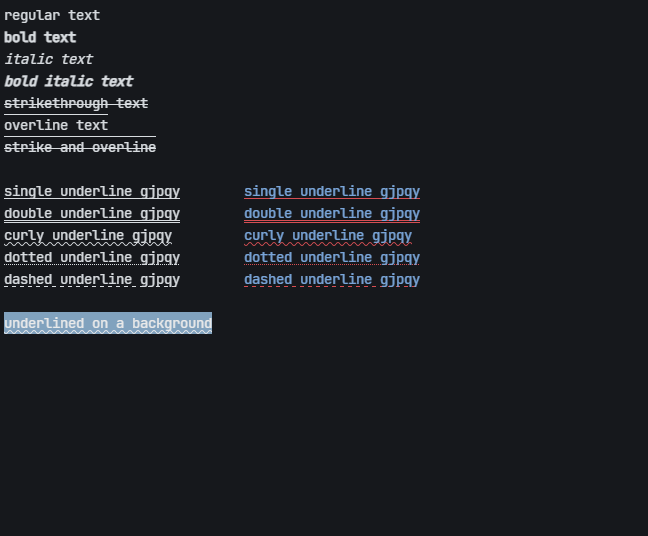 regular text
bold text
italic text
bold italic text
strikethrough text
overline text
strike and overline
single underline gjpqy single underline gjpqy
double underline gjpqy double underline gjpqy
curly underline gjpqy curly underline gjpqy
dotted underline gjpqy dotted underline gjpqy
dashed underline gjpqy dashed underline gjpqy
underlined on a background